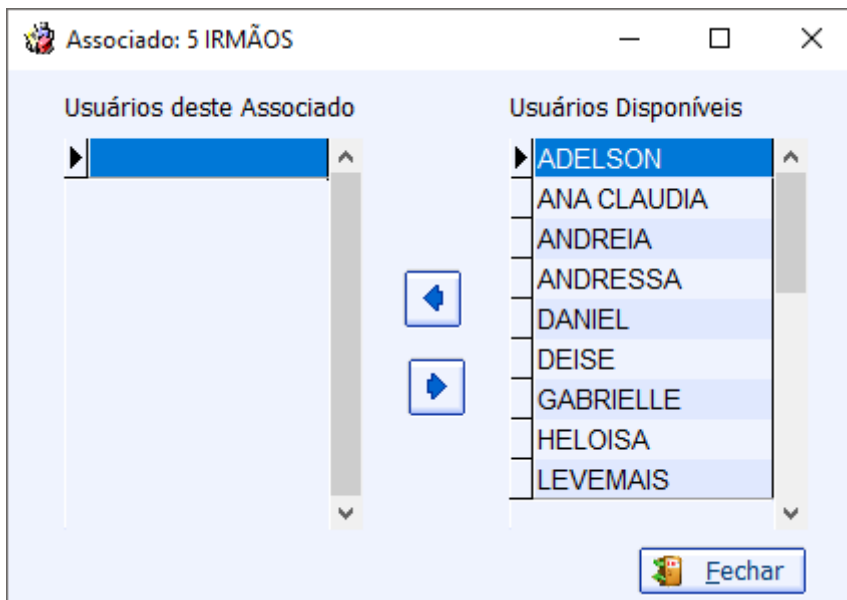 Associado: 5 IRMÃOS
Usuários deste Associado
Usuários Disponíveis
ADELSON
ANA CLAUDIA
ANDREIA
ANDRESSA
DANIEL
DEISE
GABRIELLE
HELOISA
LEVEMAIS
Fechar